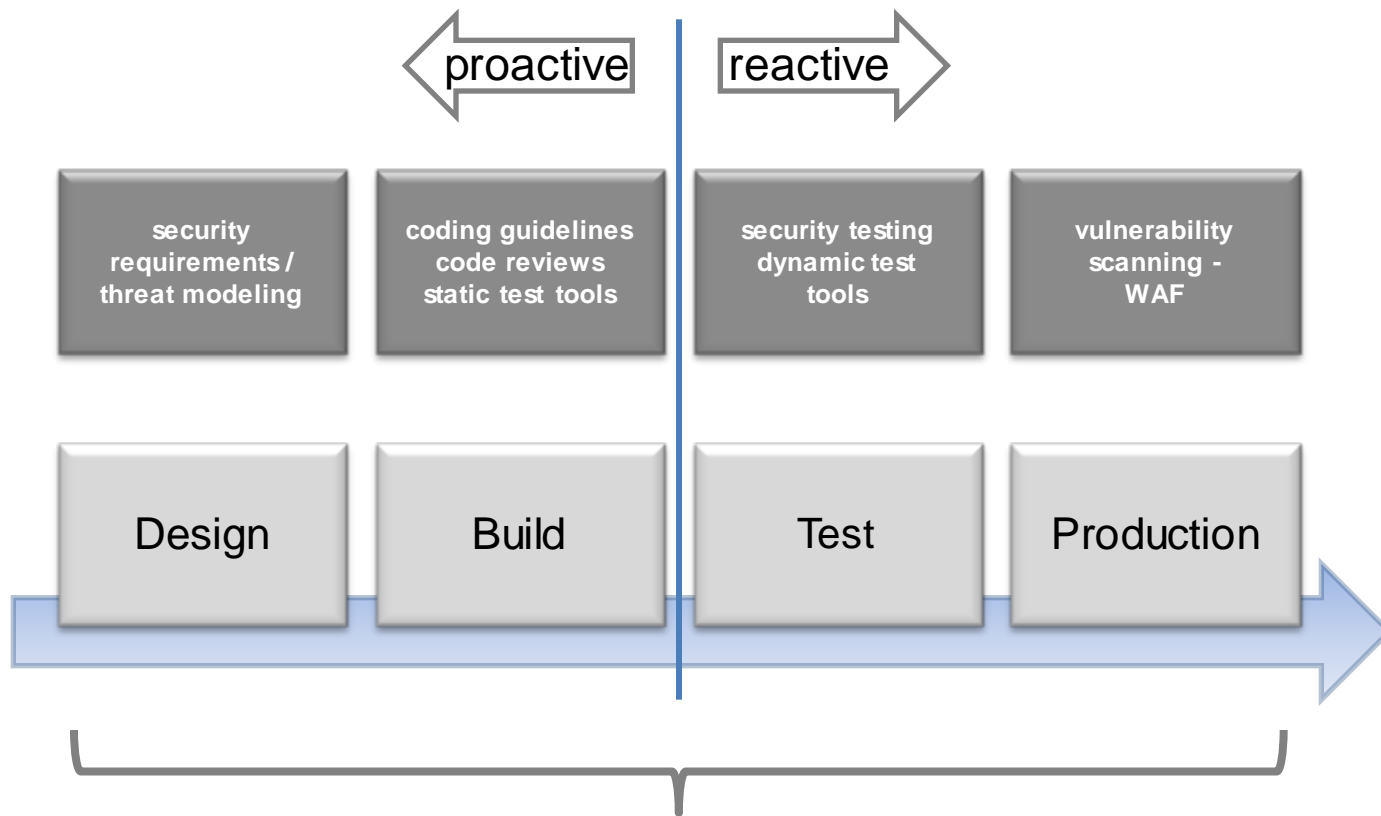 proactive
reactive
security
requirements /
threat modeling
coding guidelines
code reviews
static test tools
security testing
dynamic test
tools
vulnerability
scanning -
WAF
Design
Build
Test
Production